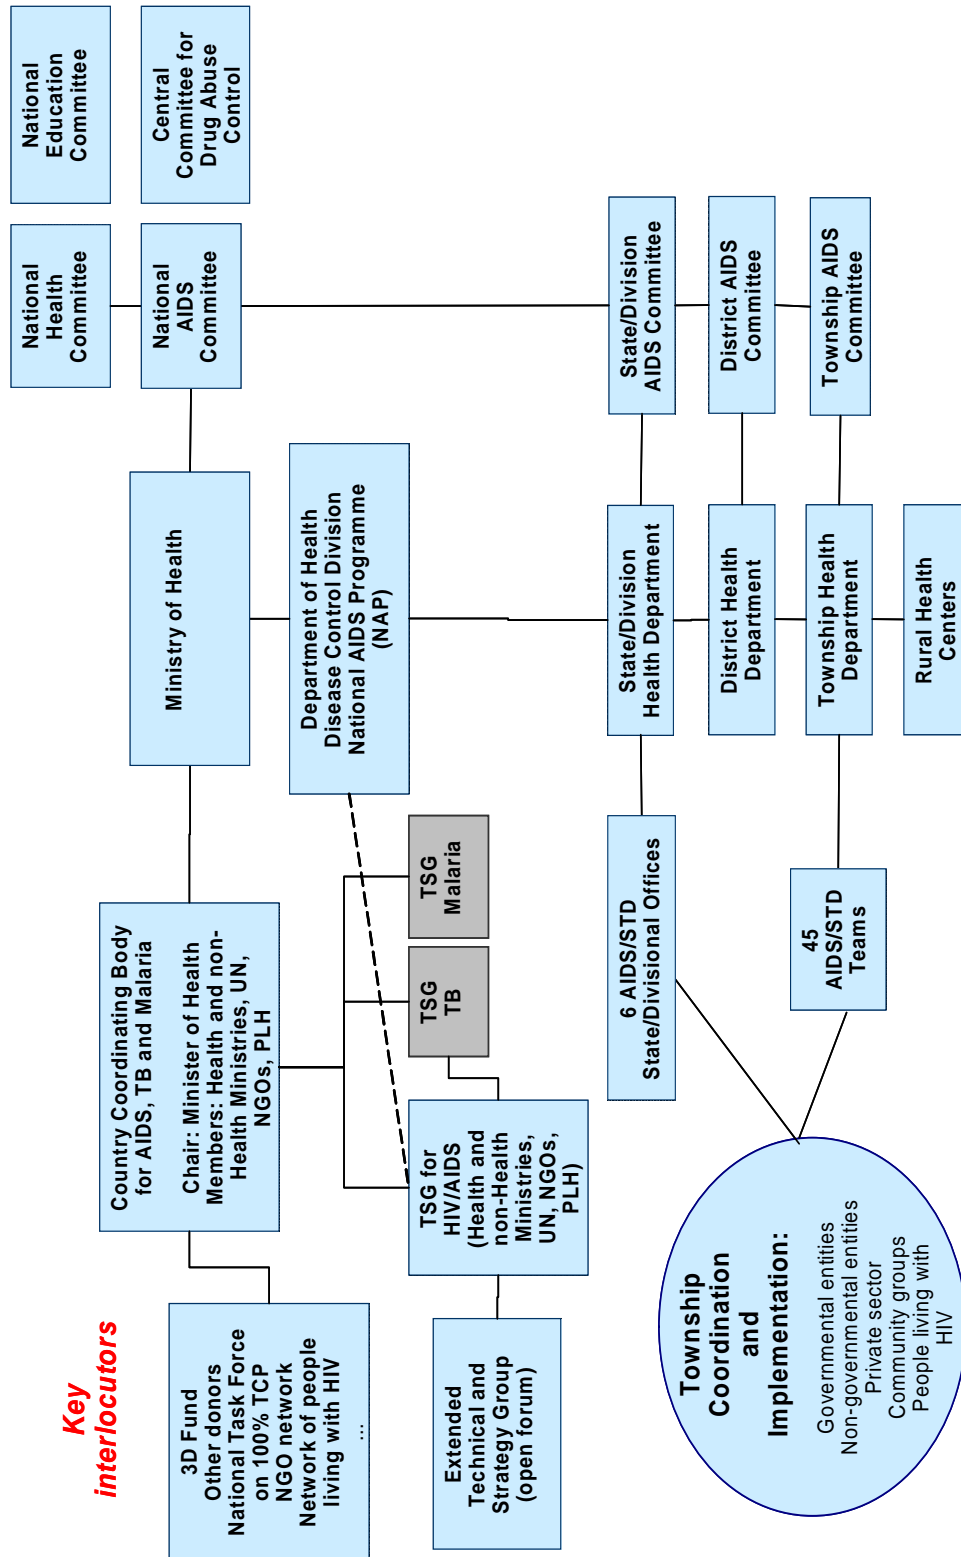 Key
interlocutors
3D Fund
Other donors
National Task Force
on 100% TCP
NGO network
Network of people
living with HIV
...
Country Coordinating Body
for AIDS, TB and Malaria
Chair: Minister of Health
Members: Health and non-
Health Ministries, UN,
NGOs, PLH
Ministry of Health
National
Health
Committee
National
Education
Committee
National
AIDS
Committee
Central
Committee for
Drug Abuse
Control
Department of Health
Disease Control Division
National AIDS Programme
(NAP)
Extended
Technical and
Strategy Group
(open forum)
TSG for
HIV/AIDS
(Health and
non-Health
Ministries,
UN, NGOs,
PLH)
TSG
TB
TSG
Malaria
Township
Coordination
and
Implementation:
Governmental entities
Non-governmental entities
Private sector
Community groups
People living with
HIV
6 AIDS/STD
State/Divisional Offices
State/Division
Health Department
State/Division
AIDS Committee
District Health
Department
District AIDS
Committee
45
AIDS/STD
Teams
Township Health
Department
Township AIDS
Committee
Rural Health
Centers